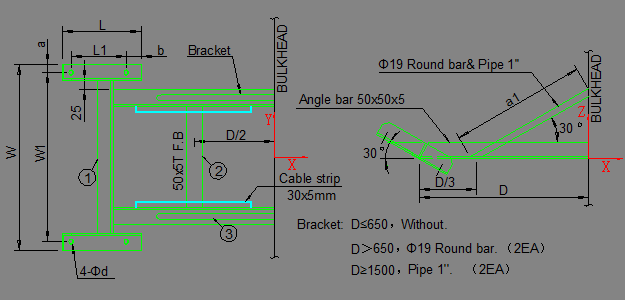 L
L1
b
a
25
W
W1
1
4-Φd
Bracket
BULKHEAD
Y
X
D/2
50x5T F.B
2
Cable strip
30x5mm
3
Φ19 Round bar& Pipe 1"
Angle bar 50x50x5
a1
BULKHEAD
Z
30°
X
30°
D/3
D
Bracket: D≤650，Without.
D＞650，Φ19 Round bar.（2EA）
D≥1500，Pipe 1".（2EA）